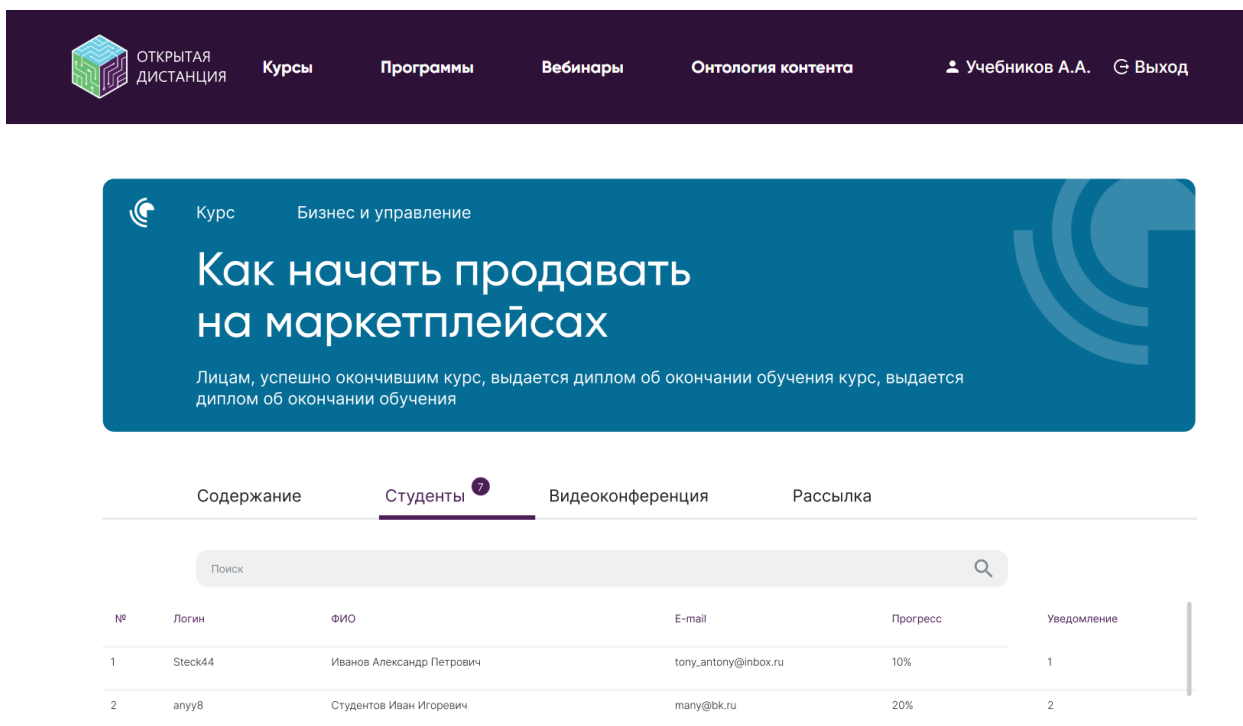 ОТКРЫТАЯ
ДИСТАНЦИЯ
Курсы Программы Вебинары Онтология контента Учебников А.А. Выход
Курс Бизнес и управление
Как начать продавать
на маркетплейсах
Лицам, успешно окончившим курс, выдается диплом об окончании обучения курс, выдается
диплом об окончании обучения
Содержание Студенты 7 Видеоконференция Рассылка
Поиск
№ Логин ФИО E-mail Прогресс Уведомление
1 Steck44 Иванов Александр Петрович tony_antony@inbox.ru 10% 1
2 anyy8 Студентов Иван Игоревич many@bk.ru 20% 2